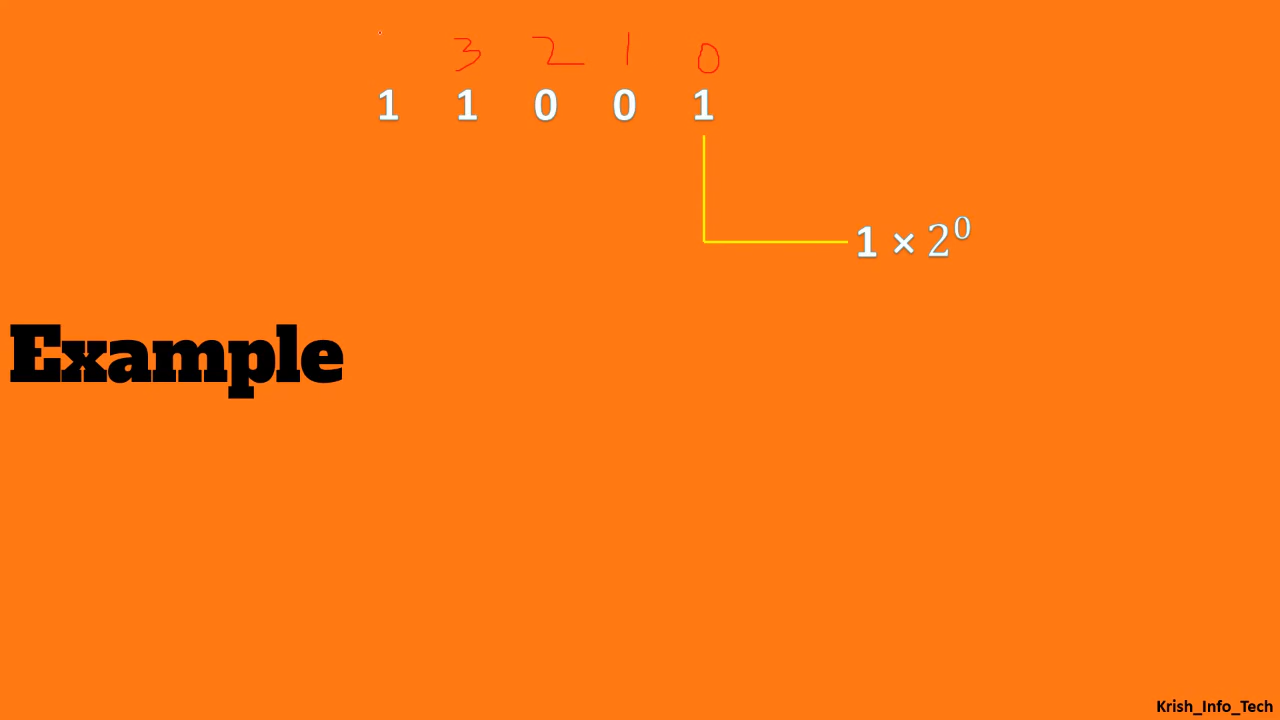 3 2 1 0
1 1 0 0 1
1 × 2⁰
Example
Krish_Info_Tech